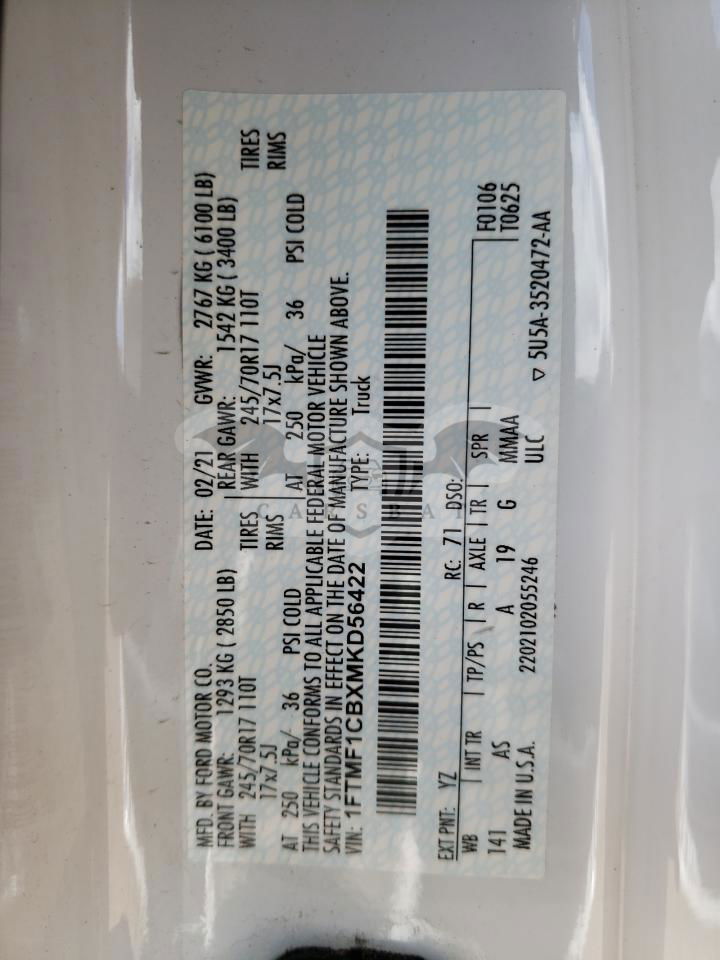 MFD. BY FORD MOTOR CO. DATE: 02/21 GVWR: 2767 KG ( 6100 LB)
FRONT GAWR: 1293 KG ( 2850 LB) REAR GAWR: 1542 KG ( 3400 LB)
WITH 245/70R17 110T TIRES WITH 245/70R17 110T TIRES
17x7.5J RIMS 17x7.5J RIMS
AT 250 kPa/ 36 PSI COLD AT 250 kPa/ 36 PSI COLD
THIS VEHICLE CONFORMS TO ALL APPLICABLE FEDERAL MOTOR VEHICLE
SAFETY STANDARDS IN EFFECT ON THE DATE OF MANUFACTURE SHOWN ABOVE.
VIN: 1FTMF1CBXMKD56422 TYPE: Truck
EXT PNT: YZ RC: 71 DSO: F0106
WB INT TR TP/PS R AXLE TR SPR T0625
141 AS A 19 G MMAA
MADE IN U.S.A. 2202102055246 ULC ▽ 5U5A-3520472-AA